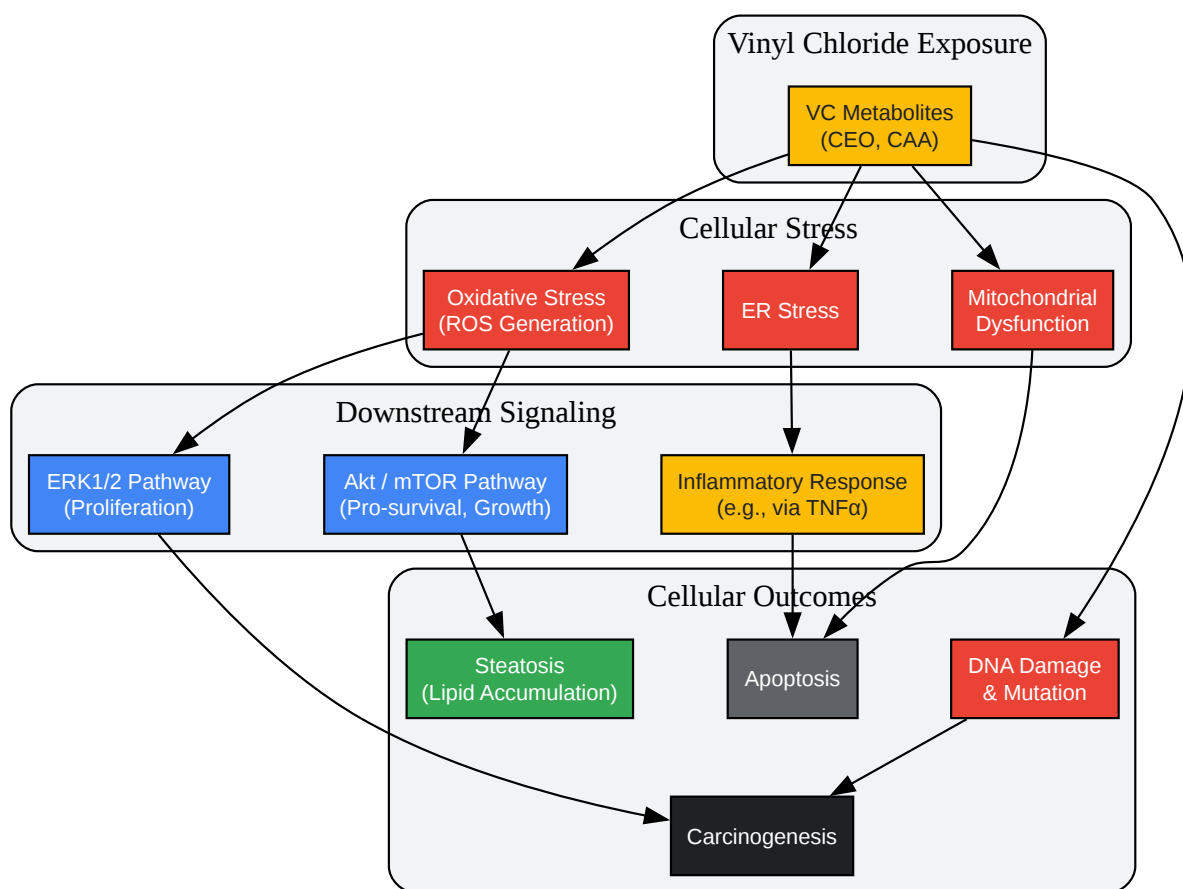 Vinyl Chloride Exposure
VC Metabolites
(CEO, CAA)
Cellular Stress
Oxidative Stress
(ROS Generation)
ER Stress
Mitochondrial
Dysfunction
Downstream Signaling
ERK1/2 Pathway
(Proliferation)
Akt / mTOR Pathway
(Pro-survival, Growth)
Inflammatory Response
(e.g., via TNFα)
Cellular Outcomes
Steatosis
(Lipid Accumulation)
Apoptosis
DNA Damage
& Mutation
Carcinogenesis